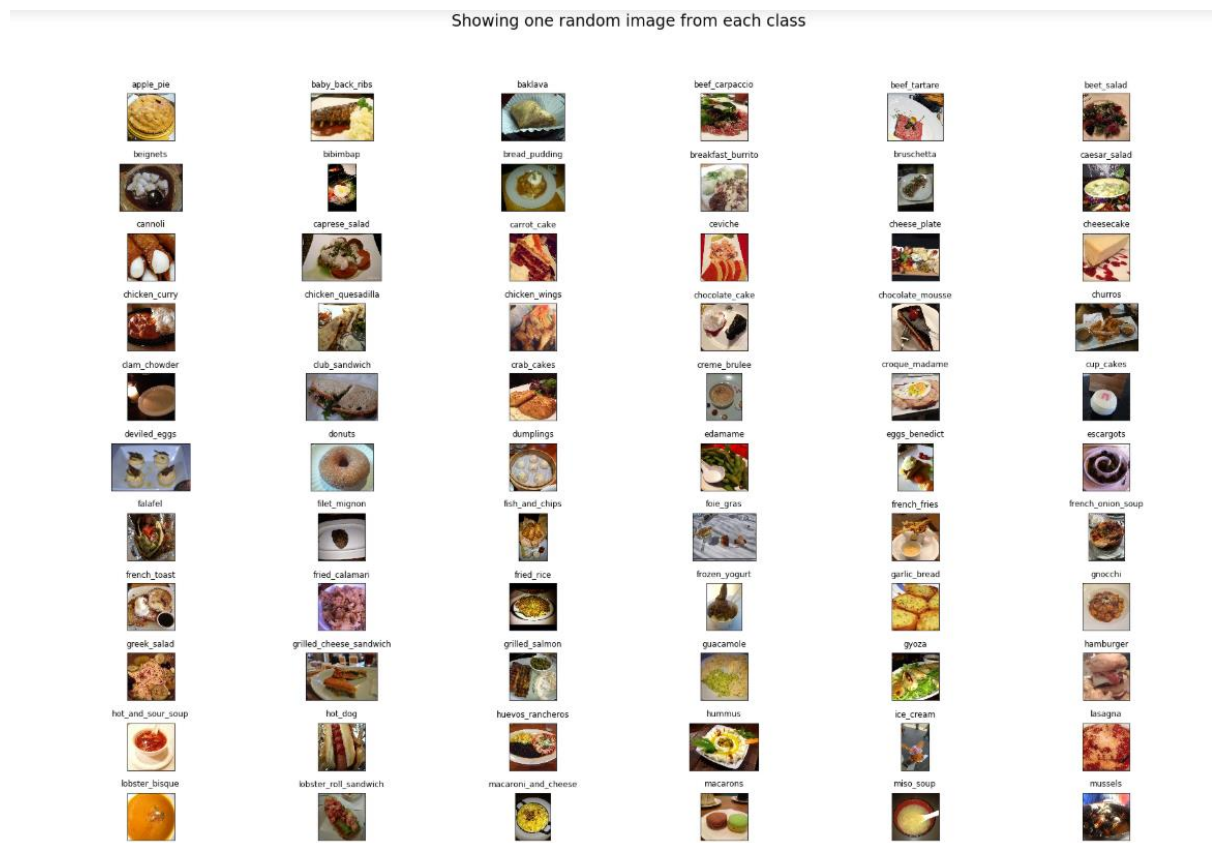 Showing one random image from each class
apple_pie baby_back_ribs baklava beef_carpaccio beef_tartare beet_salad
beignets bibimbap bread_pudding breakfast_burrito bruschetta caesar_salad
cannoli caprese_salad carrot_cake ceviche cheese_plate cheesecake
chicken_curry chicken_quesadilla chicken_wings chocolate_cake chocolate_mousse churros
clam_chowder club_sandwich crab_cakes creme_brulee croque_madame cup_cakes
deviled_eggs donuts dumplings edamame eggs_benedict escargots
falafel filet_mignon fish_and_chips foie_gras french_fries french_onion_soup
french_toast fried_calamari fried_rice frozen_yogurt garlic_bread gnocchi
greek_salad grilled_cheese_sandwich grilled_salmon guacamole gyoza hamburger
hot_and_sour_soup hot_dog huevos_rancheros hummus ice_cream lasagna
lobster_bisque lobster_roll_sandwich macaroni_and_cheese macarons miso_soup mussels